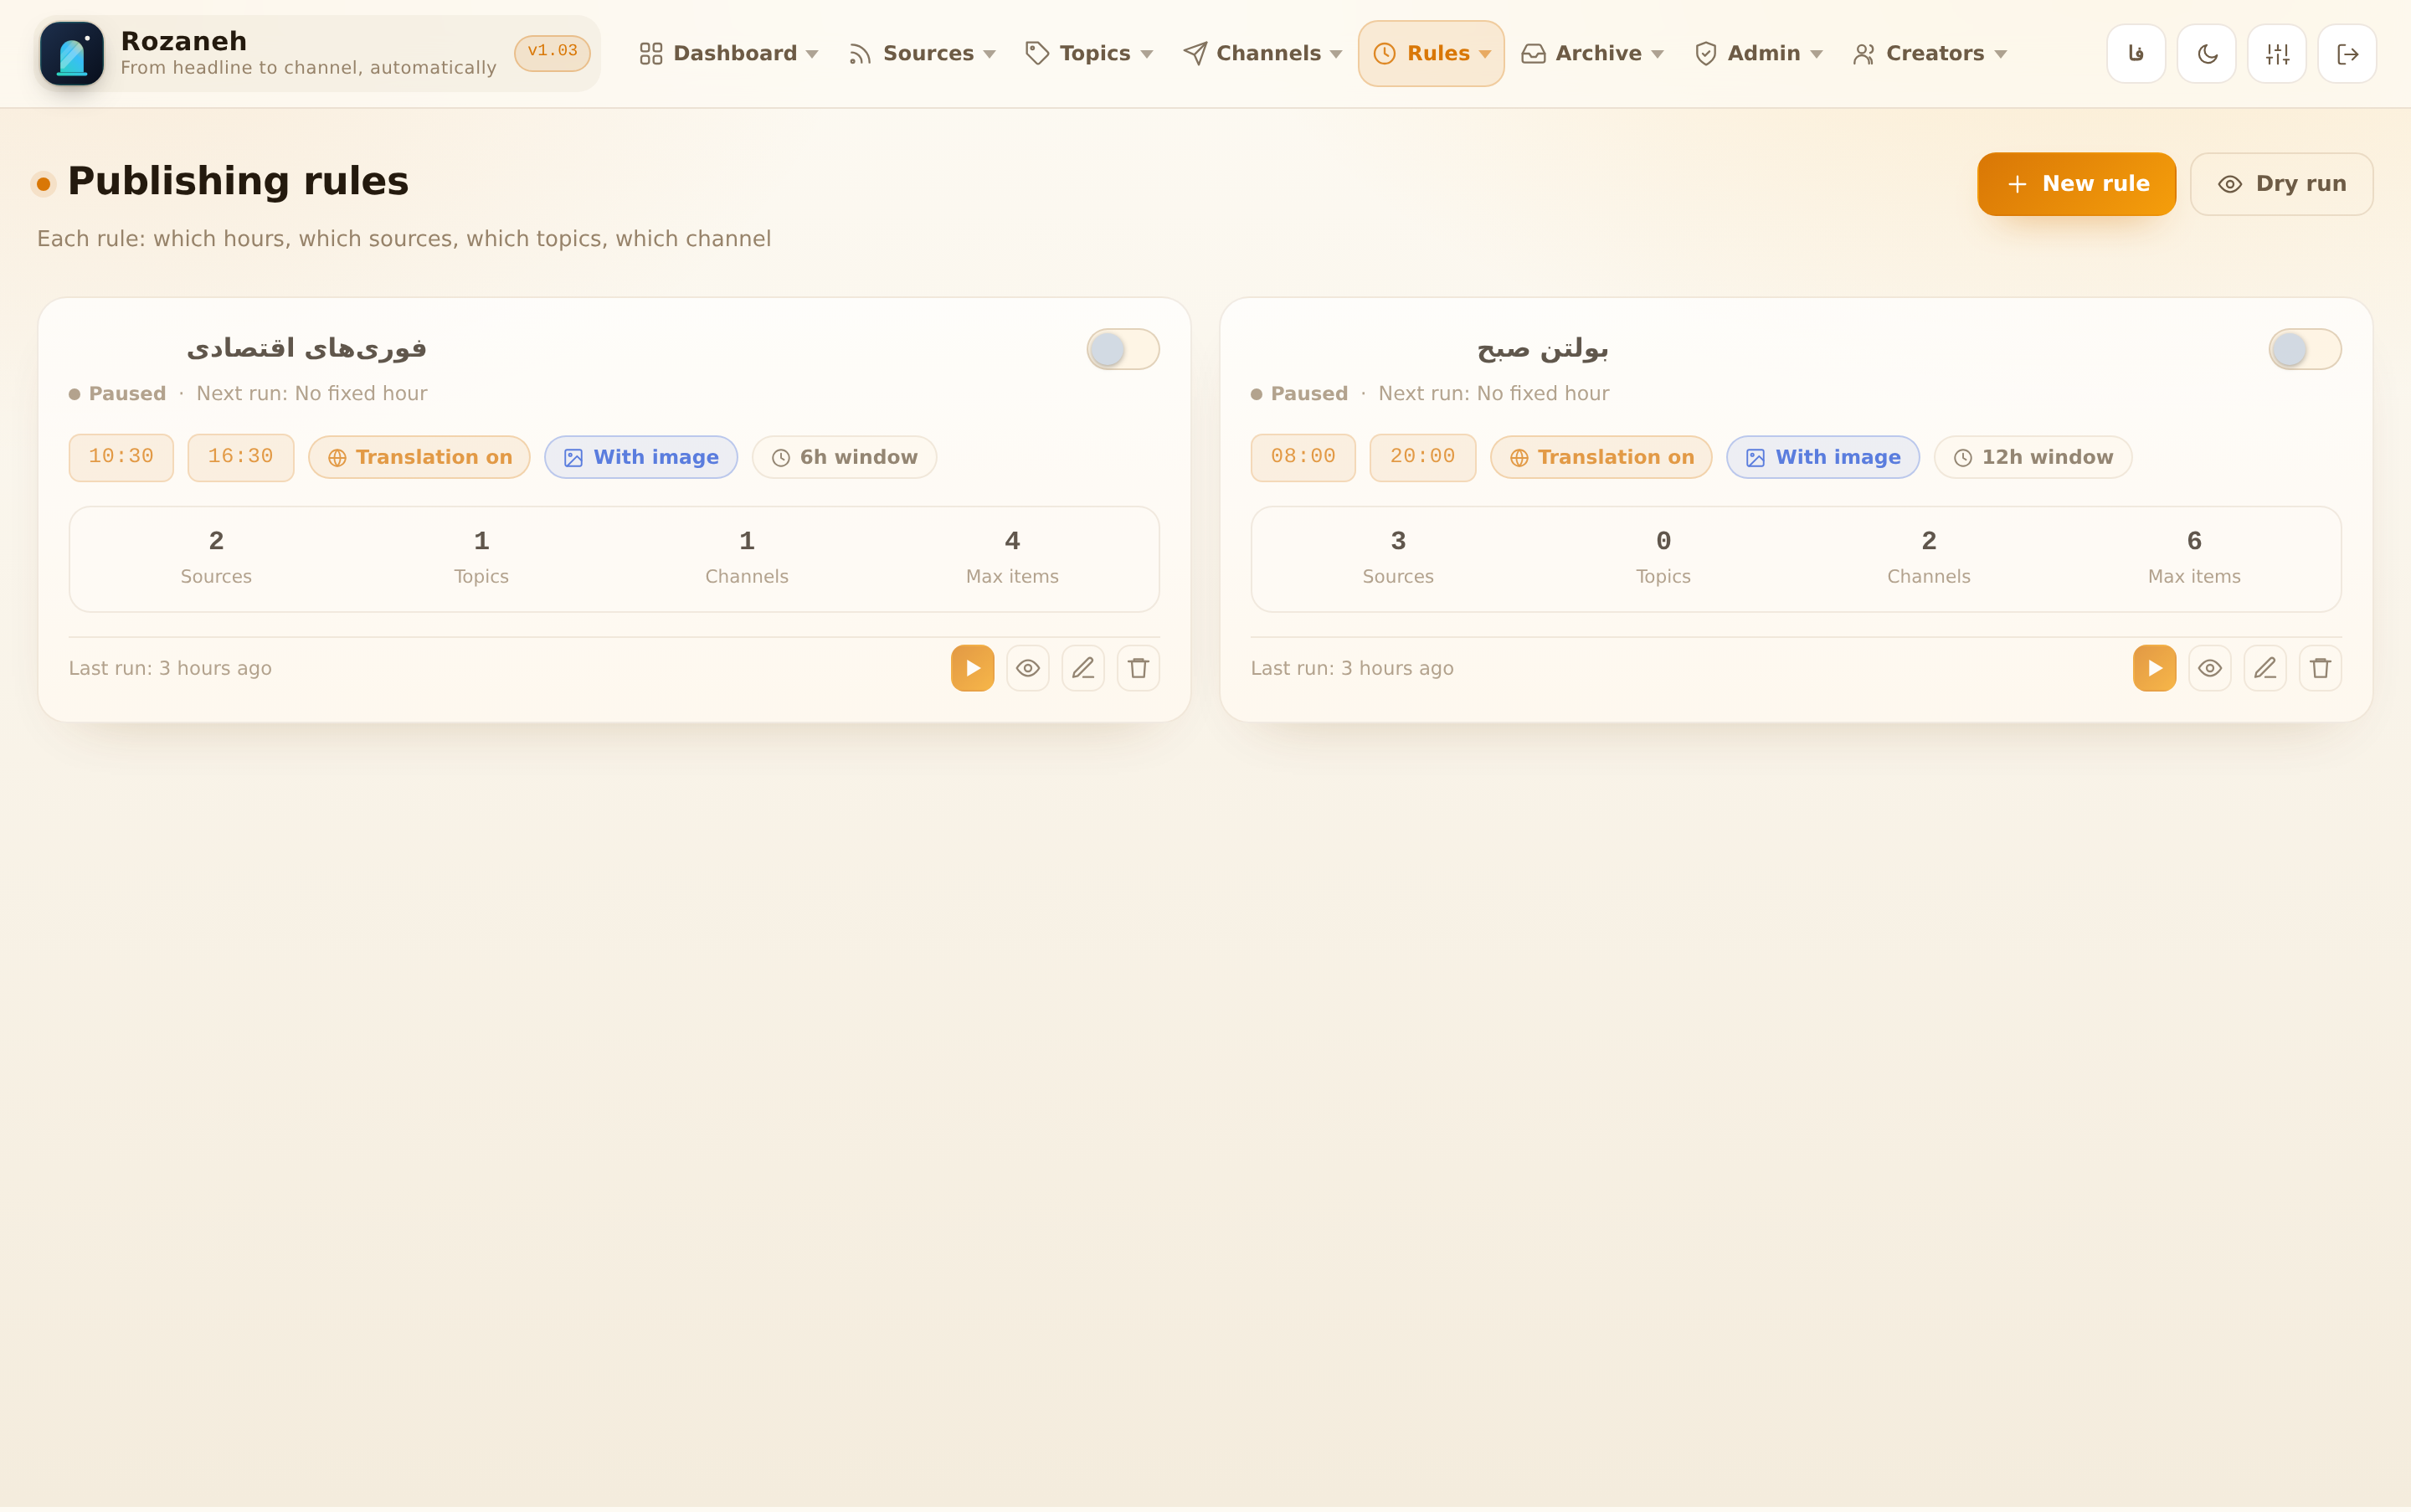 Rozaneh
From headline to channel, automatically
v1.03
Dashboard
Sources
Topics
Channels
Rules
Archive
Admin
Creators
فا
Publishing rules
New rule
Dry run
Each rule: which hours, which sources, which topics, which channel
فوری‌های اقتصادی
Paused · Next run: No fixed hour
10:30 16:30 Translation on With image 6h window
2 1 1 4
Sources Topics Channels Max items
Last run: 3 hours ago
بولتن صبح
Paused · Next run: No fixed hour
08:00 20:00 Translation on With image 12h window
3 0 2 6
Sources Topics Channels Max items
Last run: 3 hours ago